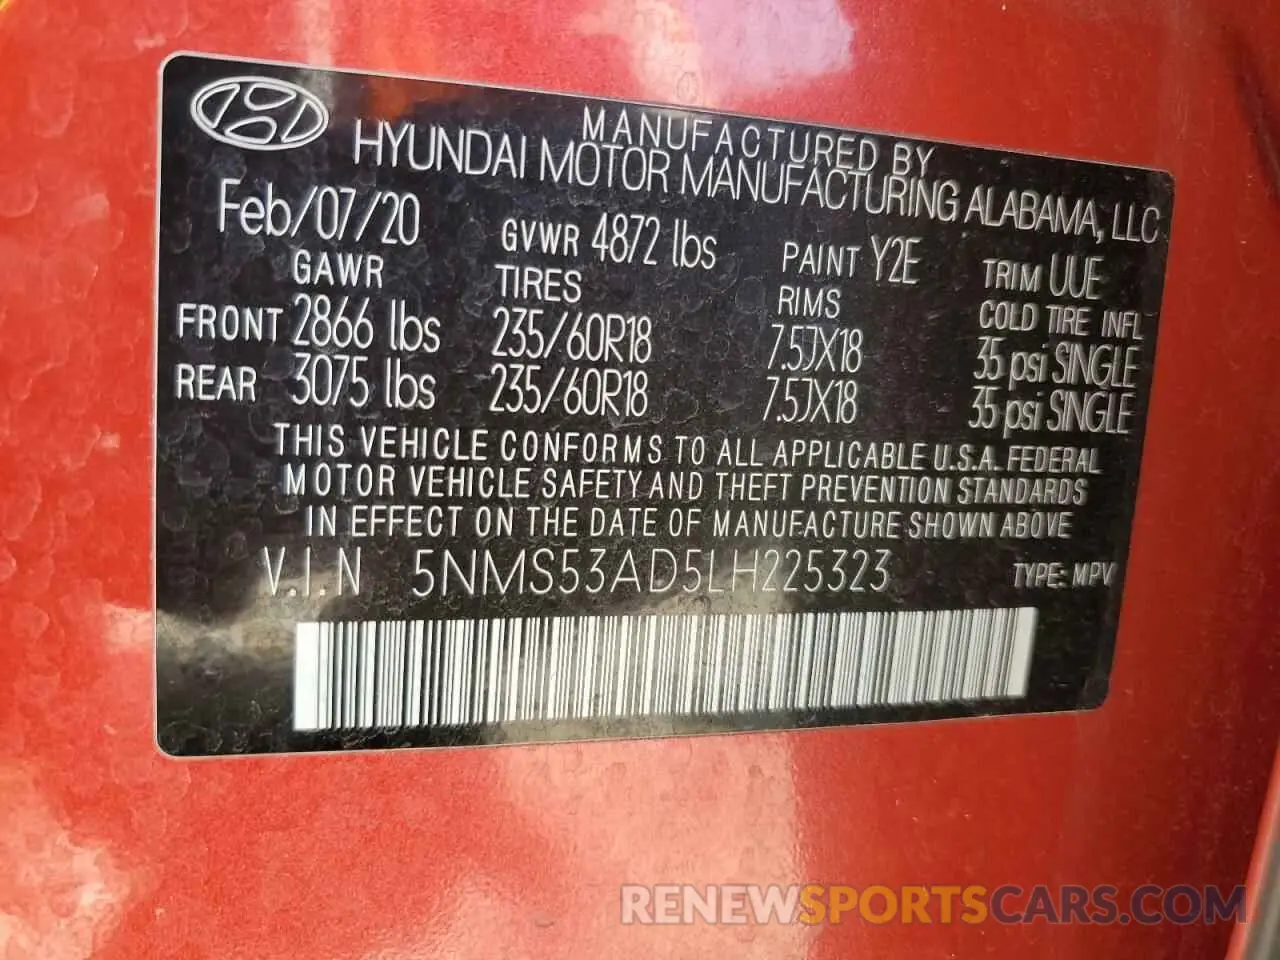 MANUFACTURED BY
HYUNDAI MOTOR MANUFACTURING ALABAMA, LLC
Feb/07/20 GVWR 4872 lbs PAINT Y2E TRIM UUE
GAWR TIRES RIMS COLD TIRE INFL
FRONT 2866 lbs 235/60R18 7.5JX18 35 psi SINGLE
REAR 3075 lbs 235/60R18 7.5JX18 35 psi SINGLE
THIS VEHICLE CONFORMS TO ALL APPLICABLE U.S.A. FEDERAL
MOTOR VEHICLE SAFETY AND THEFT PREVENTION STANDARDS
IN EFFECT ON THE DATE OF MANUFACTURE SHOWN ABOVE
V.I.N 5NMS53AD5LH225323 TYPE: MPV
RENEWSPORTSCARS.COM